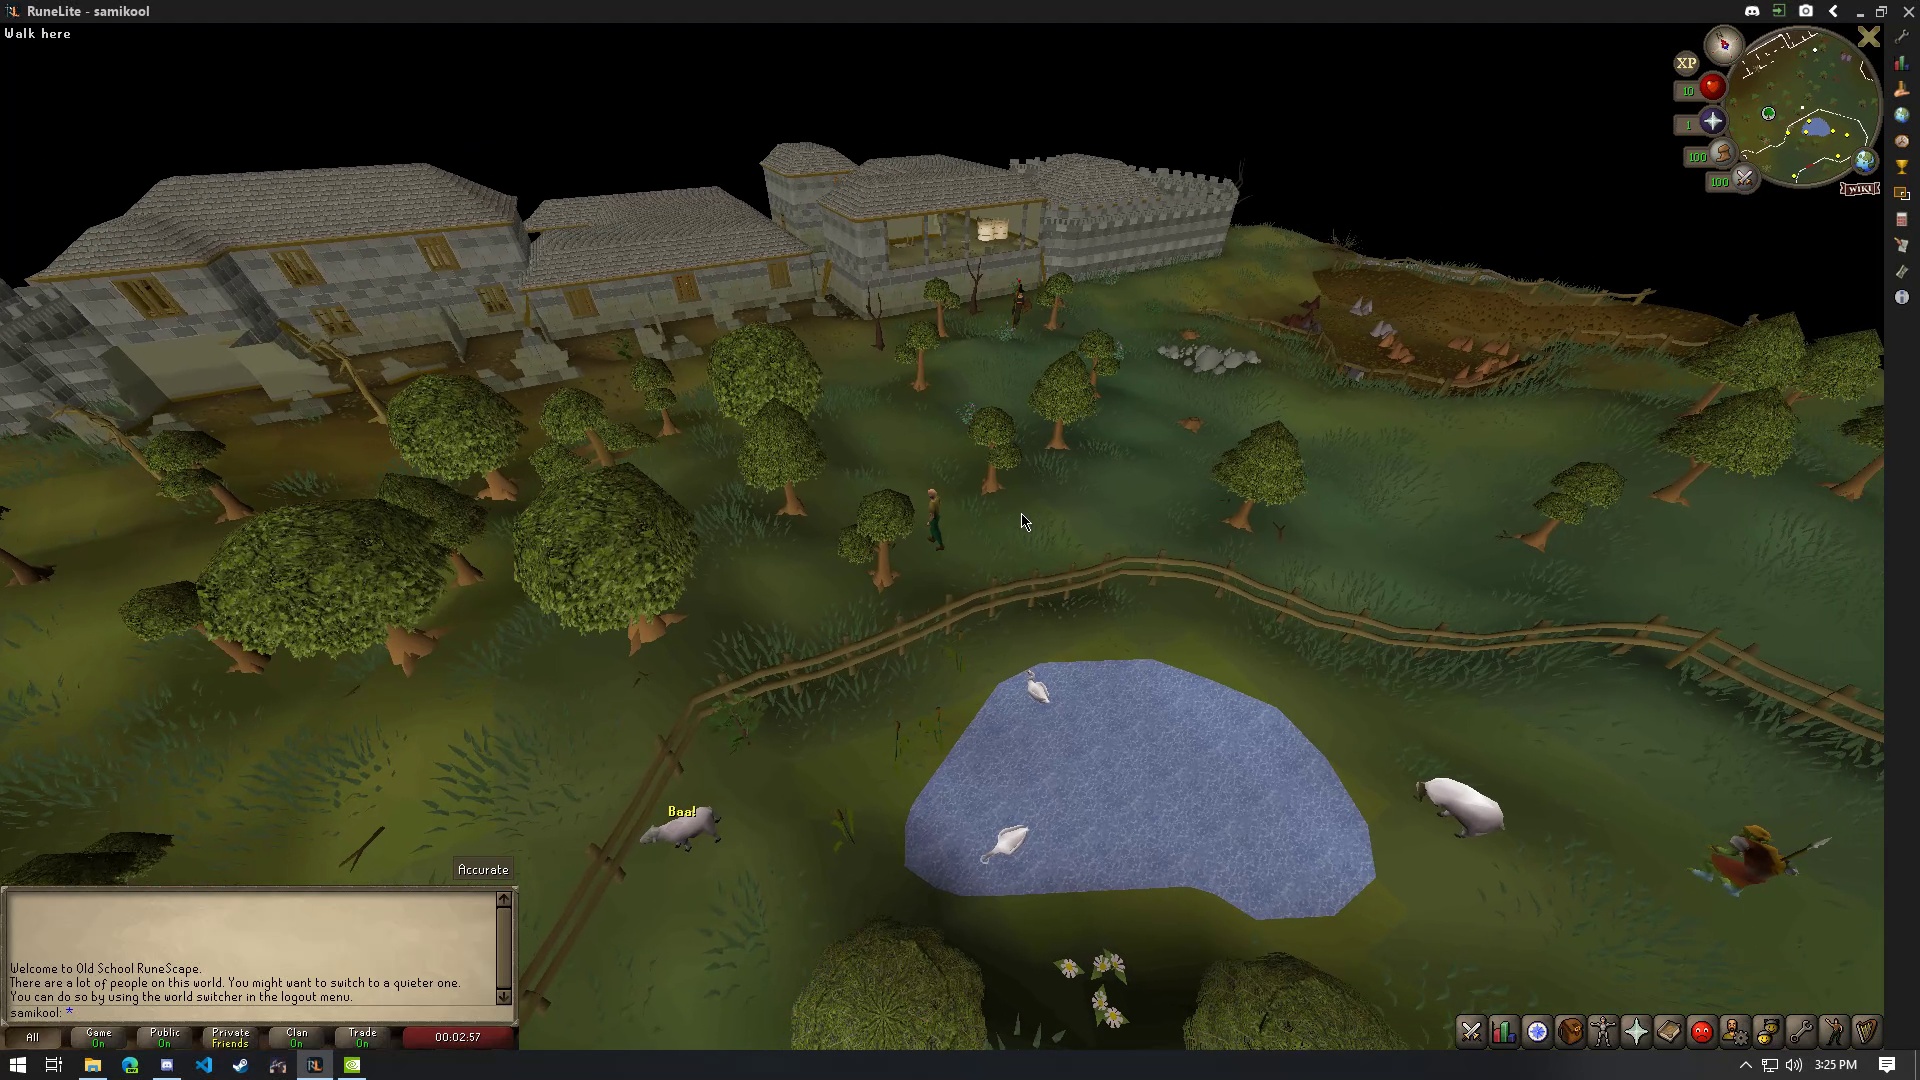 RuneLite - samikool
Walk here
XP
10
1
100
100
WIKI
Baa!
Accurate
Welcome to Old School RuneScape.
There are a lot of people on this world. You might want to switch to a quieter one.
You can do so by using the world switcher in the logout menu.
samikool: *
All
Game
On
Public
On
Private
Friends
Clan
On
Trade
On
00:02:57
3:25 PM